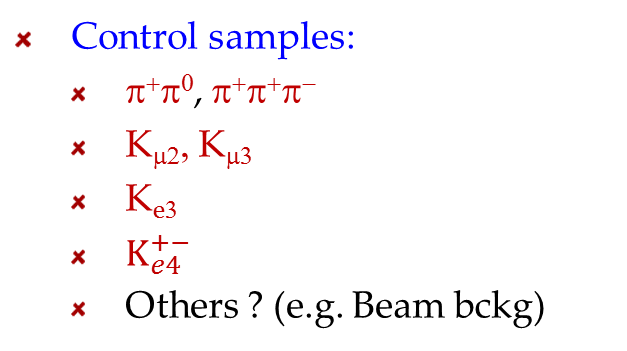 Control samples:
π⁺π⁰, π⁺π⁺π⁻
K_μ2, K_μ3
K_e3
K_e4^+−
Others ? (e.g. Beam bckg)